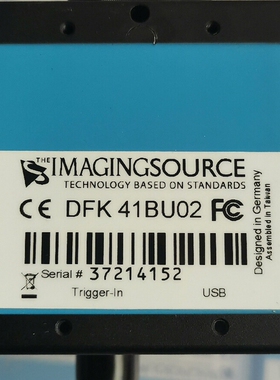 THE IMAGINGSOURCE
TECHNOLOGY BASED ON STANDARDS
CE DFK 41BU02 FC
Serial # 37214152
Trigger-In USB
Designed in Germany
Assembled in Taiwan